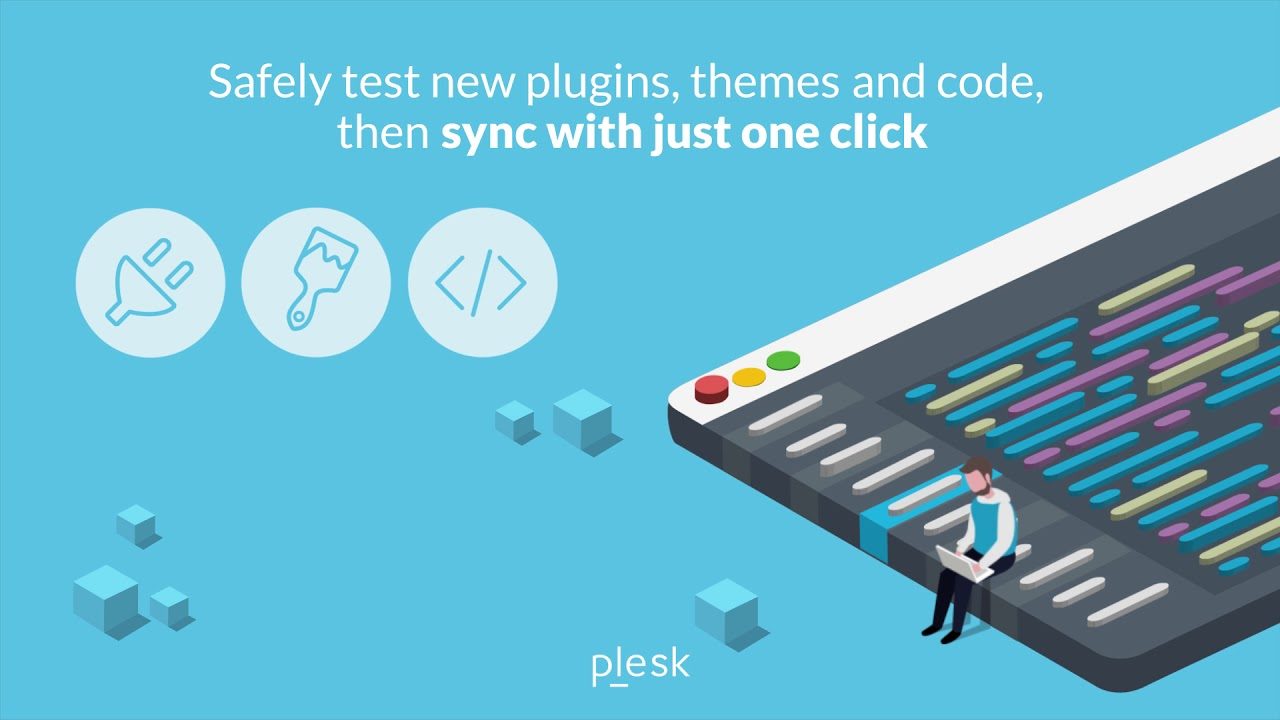 Safely test new plugins, themes and code,
then sync with just one click
plesk